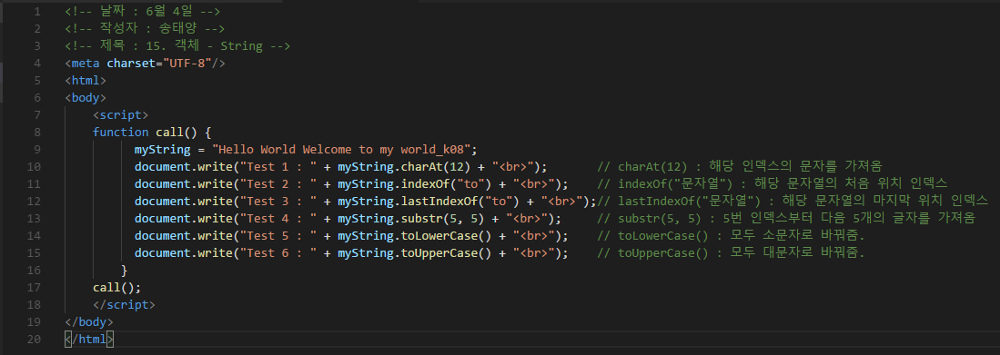 1 <!-- 날짜 : 6월 4일 -->
2 <!-- 작성자 : 송태양 -->
3 <!-- 제목 : 15. 객체 - String -->
4 <meta charset="UTF-8"/>
5 <html>
6 <body>
7 <script>
8 function call() {
9 myString = "Hello World Welcome to my world_k08";
10 document.write("Test 1 : " + myString.charAt(12) + "<br>"); // charAt(12) : 해당 인덱스의 문자를 가져옴
11 document.write("Test 2 : " + myString.indexOf("to") + "<br>"); // indexOf("문자열") : 해당 문자열의 처음 위치 인덱스
12 document.write("Test 3 : " + myString.lastIndexOf("to") + "<br>");// lastIndexOf("문자열") : 해당 문자열의 마지막 위치 인덱스
13 document.write("Test 4 : " + myString.substr(5, 5) + "<br>"); // substr(5, 5) : 5번 인덱스부터 다음 5개의 글자를 가져옴
14 document.write("Test 5 : " + myString.toLowerCase() + "<br>"); // toLowerCase() : 모두 소문자로 바꿔줌.
15 document.write("Test 6 : " + myString.toUpperCase() + "<br>"); // toUpperCase() : 모두 대문자로 바꿔줌.
16 }
17 call();
18 </script>
19 </body>
20 </html>